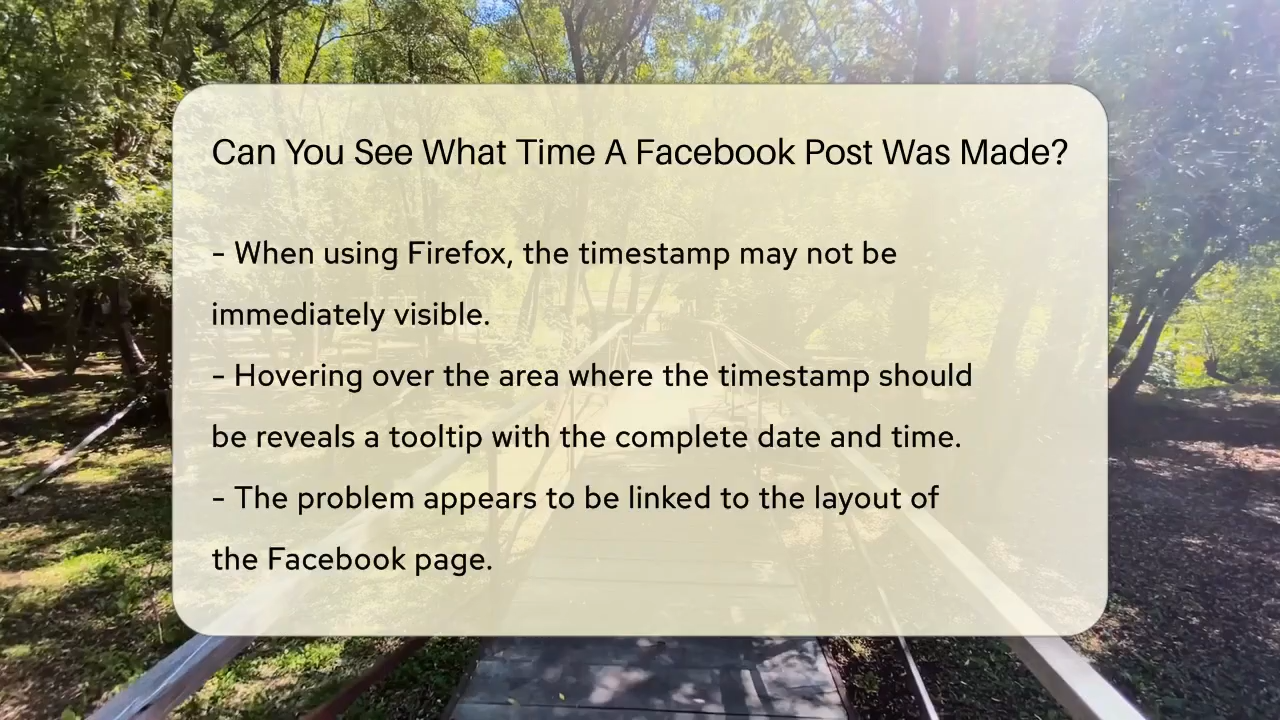 Can You See What Time A Facebook Post Was Made?
- When using Firefox, the timestamp may not be
immediately visible.
- Hovering over the area where the timestamp should
be reveals a tooltip with the complete date and time.
- The problem appears to be linked to the layout of
the Facebook page.